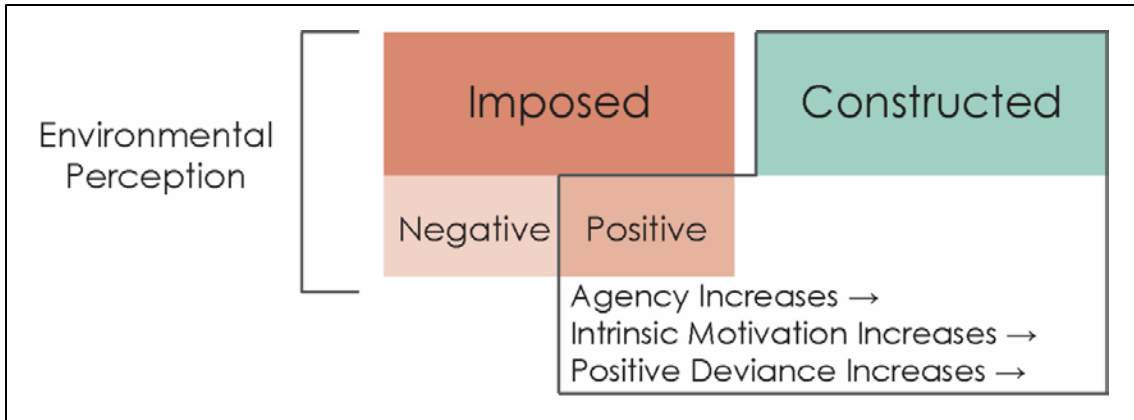 Environmental
Perception
Imposed
Constructed
Negative
Positive
Agency Increases →
Intrinsic Motivation Increases →
Positive Deviance Increases →